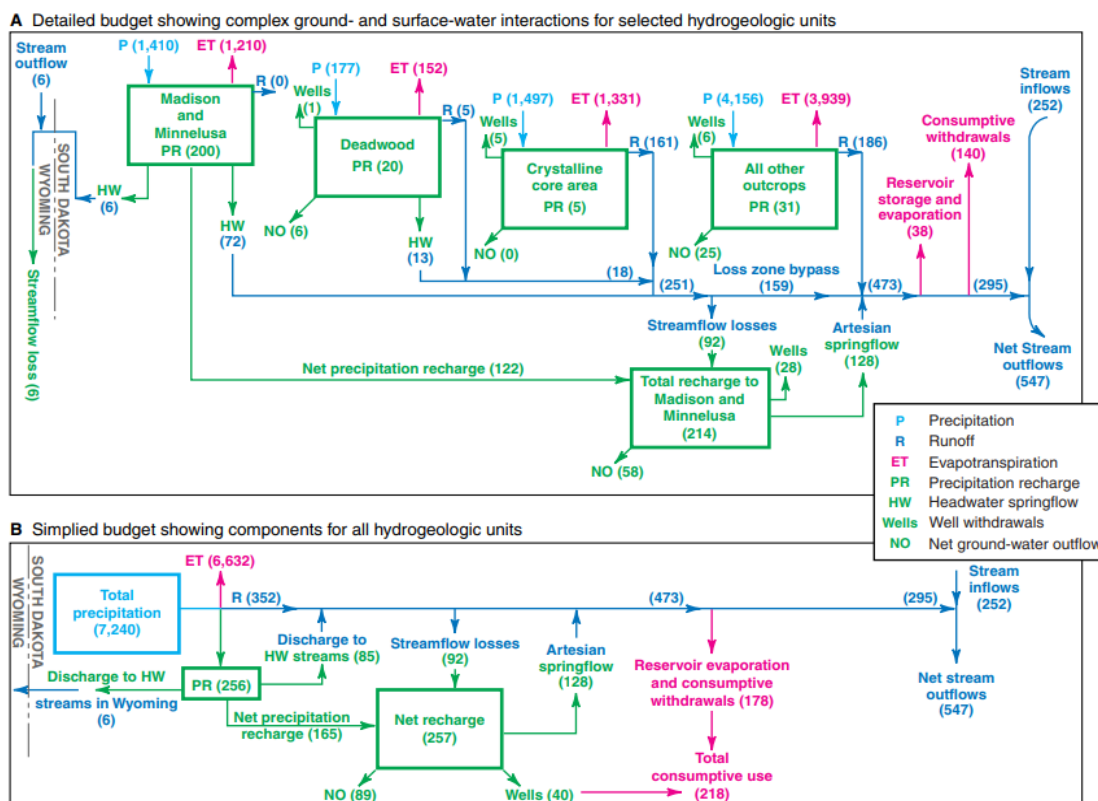 A Detailed budget showing complex ground- and surface-water interactions for selected hydrogeologic units
Stream
outflow
(6)
SOUTH DAKOTA
WYOMING
HW
(6)
Streamflow loss (6)
P (1,410)
ET (1,210)
R (0)
Madison
and
Minnelusa
PR (200)
HW
(72)
P (177)
ET (152)
Wells
(1)
R (5)
Deadwood
PR (20)
NO (6)
HW
(13)
P (1,497)
ET (1,331)
Wells
(5)
R (161)
Crystalline
core area
PR (5)
NO (0)
P (4,156)
ET (3,939)
Wells
(6)
R (186)
All other
outcrops
PR (31)
NO (25)
Stream
inflows
(252)
Consumptive
withdrawals
(140)
Reservoir
storage and
evaporation
(38)
(18)
(251)
Loss zone bypass
(159)
(473)
(295)
Streamflow losses
(92)
Artesian
springflow
(128)
Net Stream
outflows
(547)
Net precipitation recharge (122)
Wells
(28)
Total recharge to
Madison and
Minnelusa
(214)
NO (58)
P Precipitation
R Runoff
ET Evapotranspiration
PR Precipitation recharge
HW Headwater springflow
Wells Well withdrawals
NO Net ground-water outflow
B Simplied budget showing components for all hydrogeologic units
SOUTH DAKOTA
WYOMING
Total
precipitation
(7,240)
ET (6,632)
R (352)
(473)
(295)
Stream
inflows
(252)
Discharge to
HW streams (85)
Streamflow losses
(92)
Artesian
springflow
(128)
Reservoir evaporation
and consumptive
withdrawals (178)
Net stream
outflows
(547)
Discharge to HW
streams in Wyoming
(6)
PR (256)
Net precipitation
recharge (165)
Net recharge
(257)
NO (89)
Wells (40)
Total
consumptive use
(218)